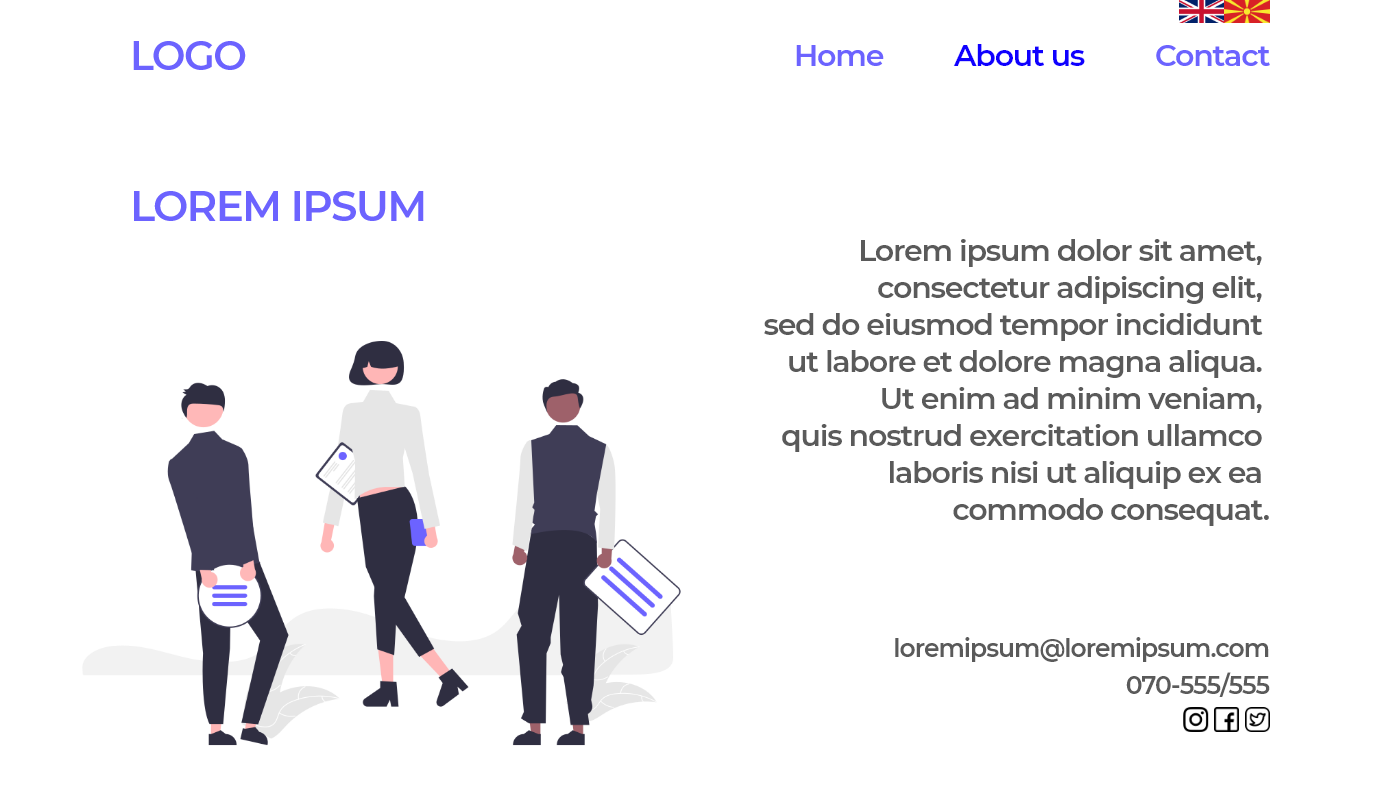 LOGO
Home
About us
Contact
LOREM IPSUM
Lorem ipsum dolor sit amet,
consectetur adipiscing elit,
sed do eiusmod tempor incididunt
ut labore et dolore magna aliqua.
Ut enim ad minim veniam,
quis nostrud exercitation ullamco
laboris nisi ut aliquip ex ea
commodo consequat.
loremipsum@loremipsum.com
070-555/555